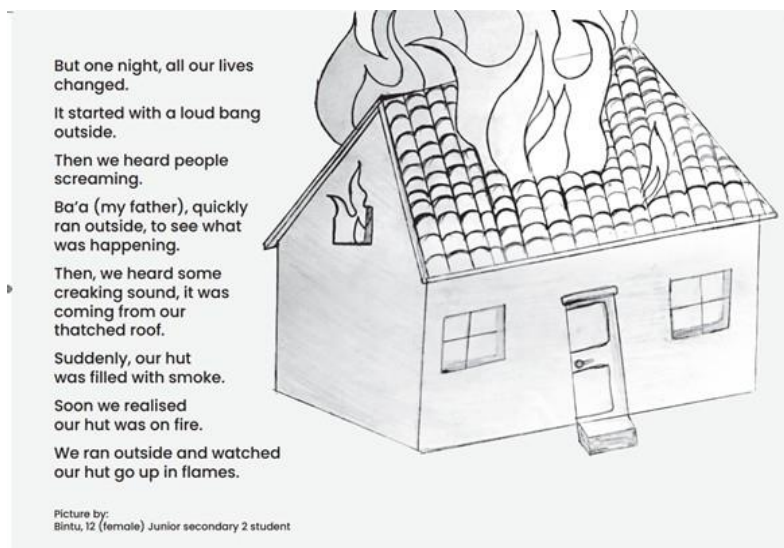 But one night, all our lives
changed.
It started with a loud bang
outside.
Then we heard people
screaming.
Ba'a (my father), quickly
ran outside, to see what
was happening.
Then, we heard some
creaking sound, it was
coming from our
thatched roof.
Suddenly, our hut
was filled with smoke.
Soon we realised
our hut was on fire.
We ran outside and watched
our hut go up in flames.
Picture by:
Bintu, 12 (female) Junior secondary 2 student